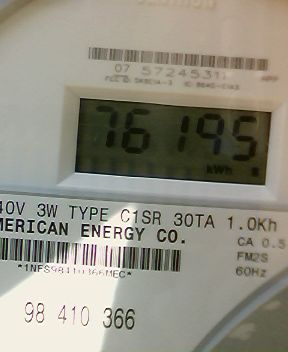 07 5724531
76195
kWh
40V 3W TYPE C1SR 30TA 1.0Kh
MERICAN ENERGY CO.
CA 0.5
*1NFS98410366MEC*
FM2S
60Hz
98 410 366